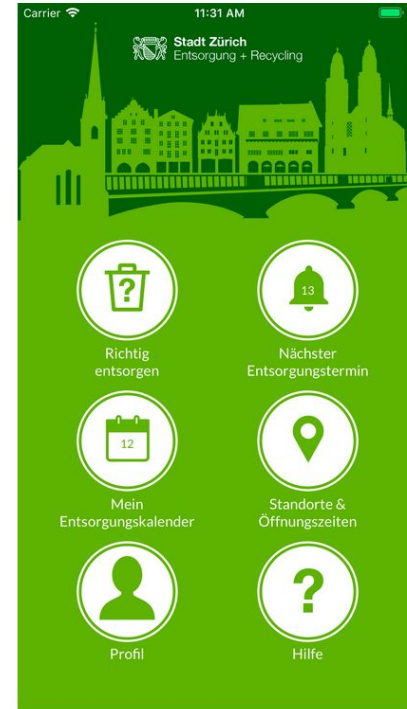 Carrier 11:31 AM
Stadt Zürich
Entsorgung + Recycling
?
Richtig
entsorgen
13
Nächster
Entsorgungstermin
12
Mein
Entsorgungskalender
Standorte &
Öffnungszeiten
Profil
?
Hilfe